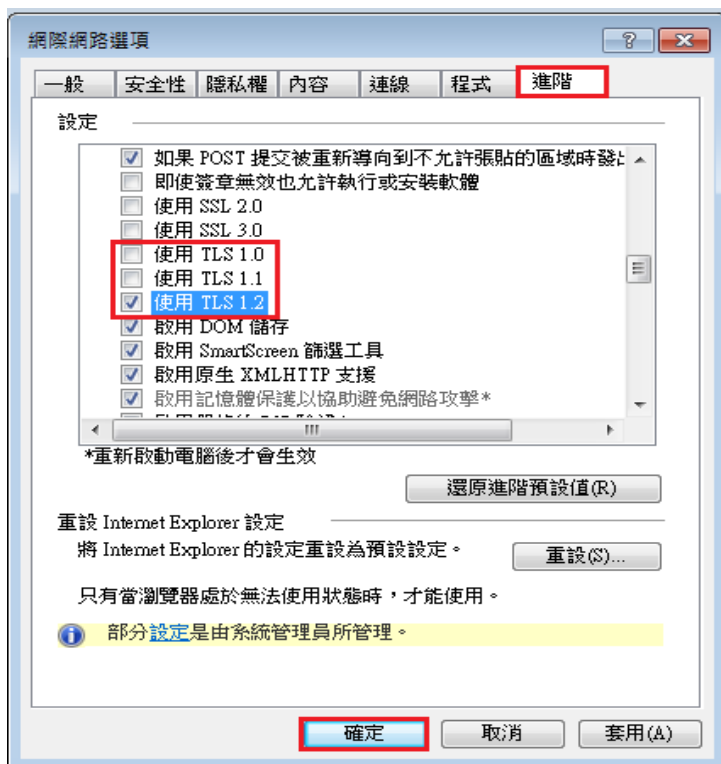 網際網路選項
一般 安全性 隱私權 內容 連線 程式 進階
設定
如果 POST 提交被重新導向到不允許張貼的區域時發出
即使簽章無效也允許執行或安裝軟體
使用 SSL 2.0
使用 SSL 3.0
使用 TLS 1.0
使用 TLS 1.1
使用 TLS 1.2
啟用 DOM 儲存
啟用 SmartScreen 篩選工具
啟用原生 XMLHTTP 支援
啟用記憶體保護以協助避免網路攻擊*
*重新啟動電腦後才會生效
還原進階預設值(R)
重設 Internet Explorer 設定
將 Internet Explorer 的設定重設為預設設定。
重設(S)...
只有當瀏覽器處於無法使用狀態時，才能使用。
部分設定是由系統管理員所管理。
確定 取消 套用(A)